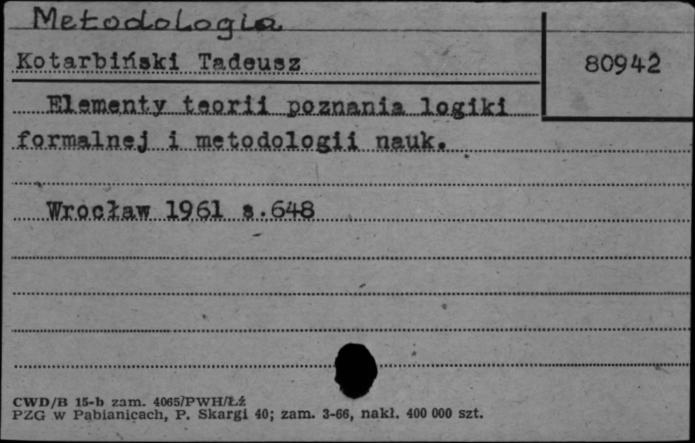 Metodologia
Kotarbiński Tadeusz
80942
Elementy teorii poznania logiki
formalnej i metodologii nauk.
Wrocław 1961 s.648
CWD/B 15-b zam. 4065/PWH/Łż
PZG w Pabianicach, P. Skargi 40; zam. 3-66, nakł. 400 000 szt.